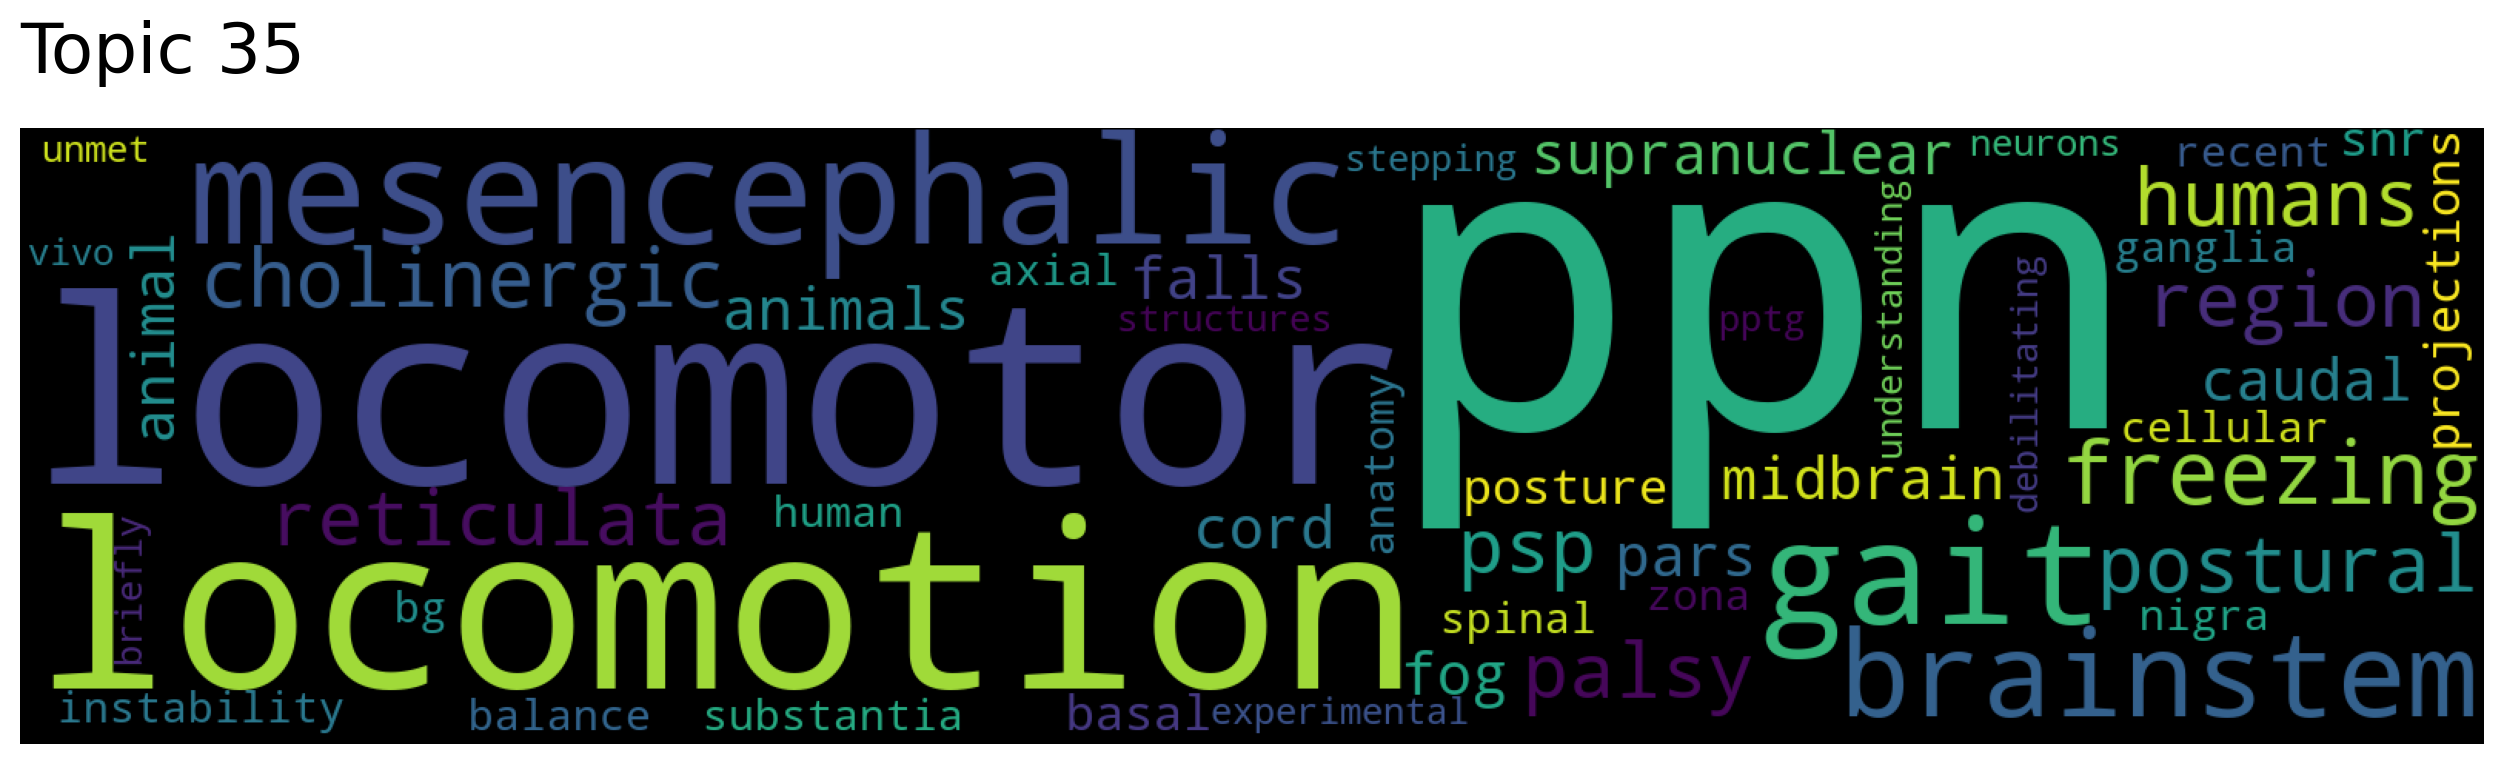 Topic 35
unmet
mesencephalic
stepping
supranuclear
neurons
recent
snr
projections
humans
vivo
animal
cholinergic
axial
falls
animals
structures
ppn
pptg
understanding
debilitating
ganglia
region
locomotor
anatomy
caudal
cellular
posture
midbrain
freezing
reticulata
human
cord
briefly
locomotion
bg
psp
pars
zona
gait
postural
spinal
nigra
fog
palsy
brainstem
instability
balance
substantia
basal
experimental